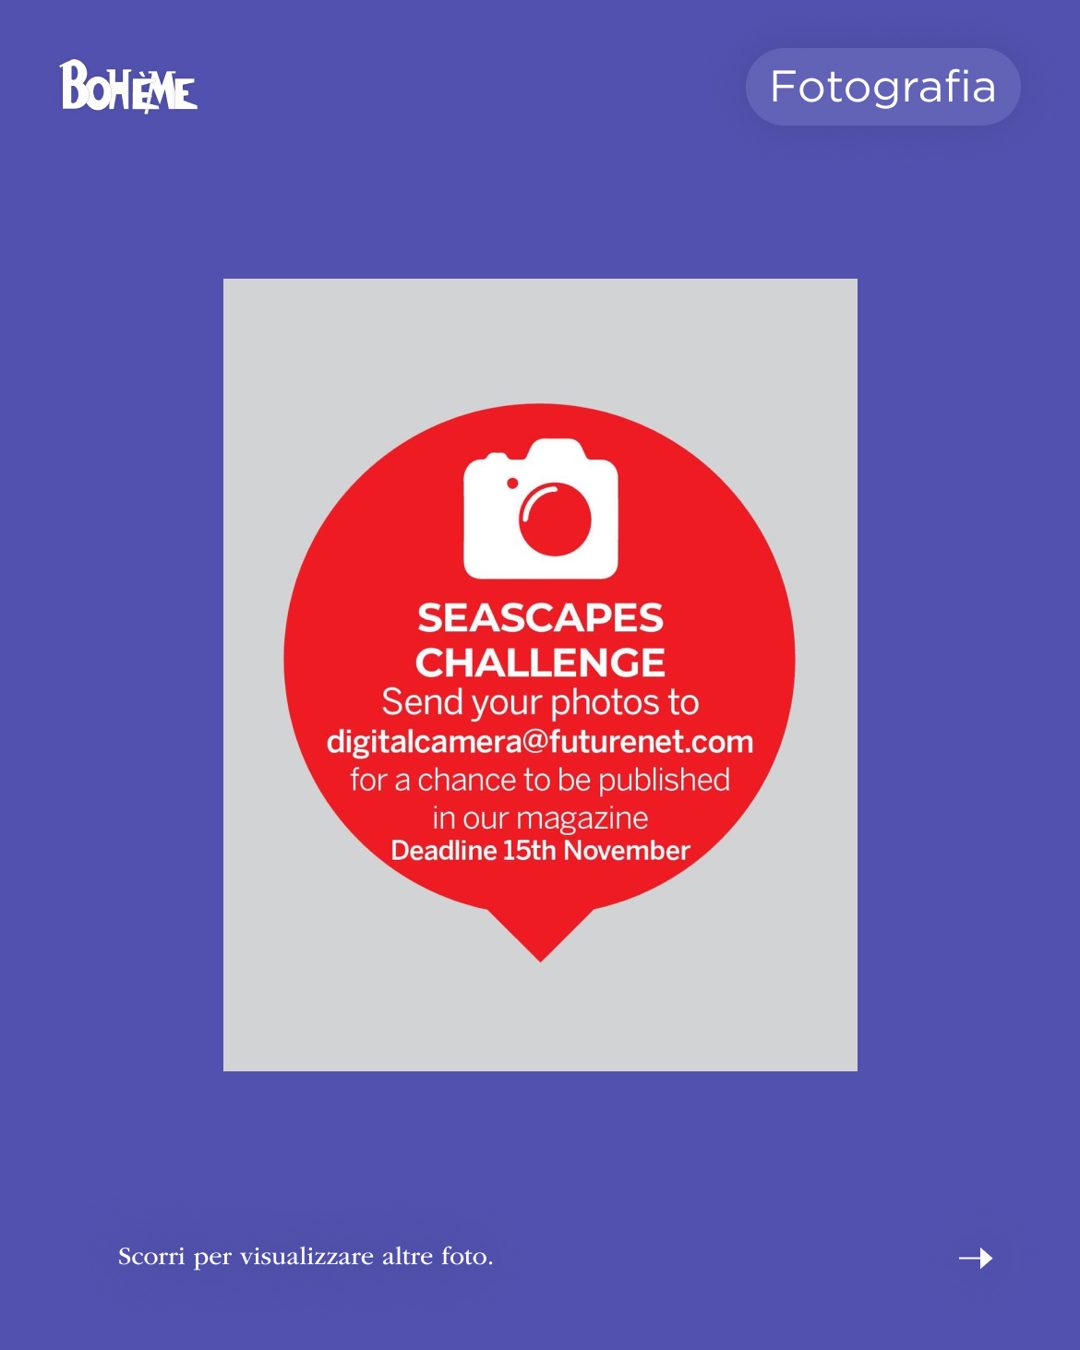 BOHÈME
Fotografia
SEASCAPES
CHALLENGE
Send your photos to
digitalcamera@futurenet.com
for a chance to be published
in our magazine
Deadline 15th November
Scorri per visualizzare altre foto.